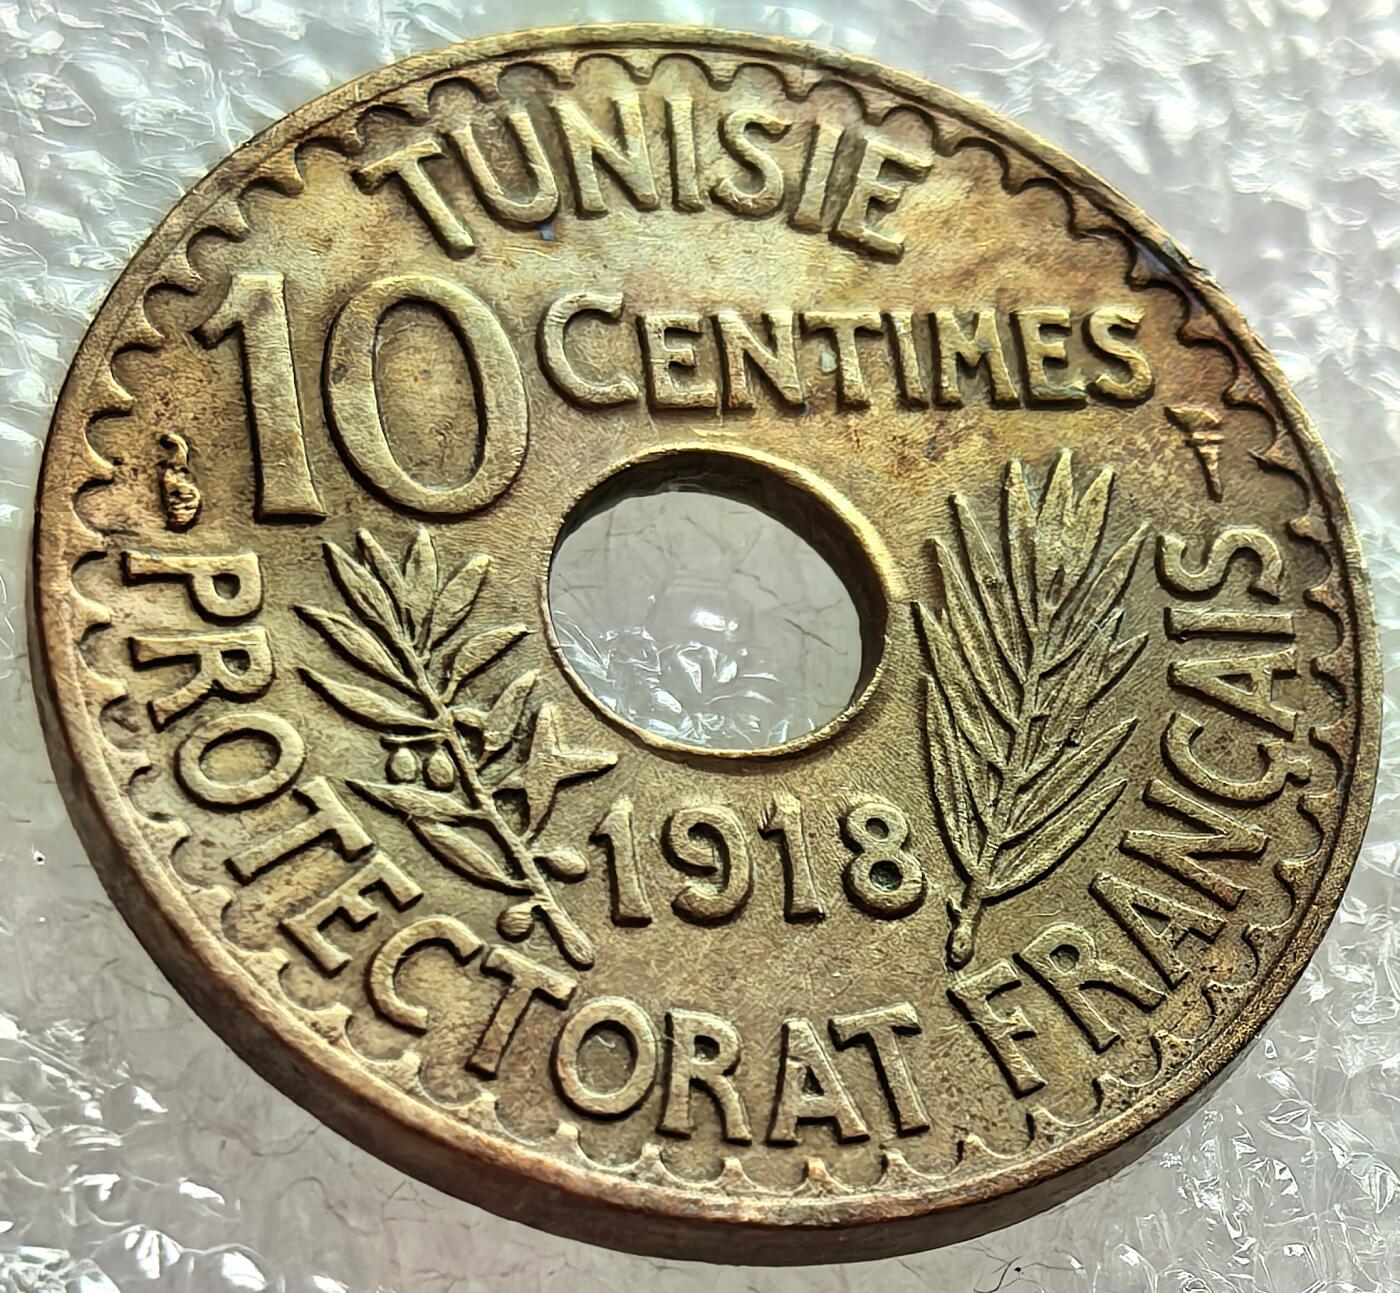 TUNISIE
10 CENTIMES
1918
PROTECTORAT FRANÇAIS